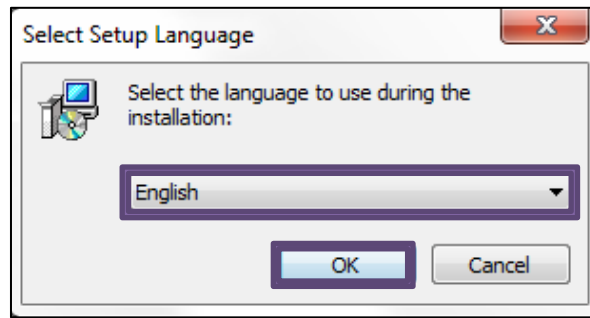 Select Setup Language
Select the language to use during the
installation:
English
OK
Cancel